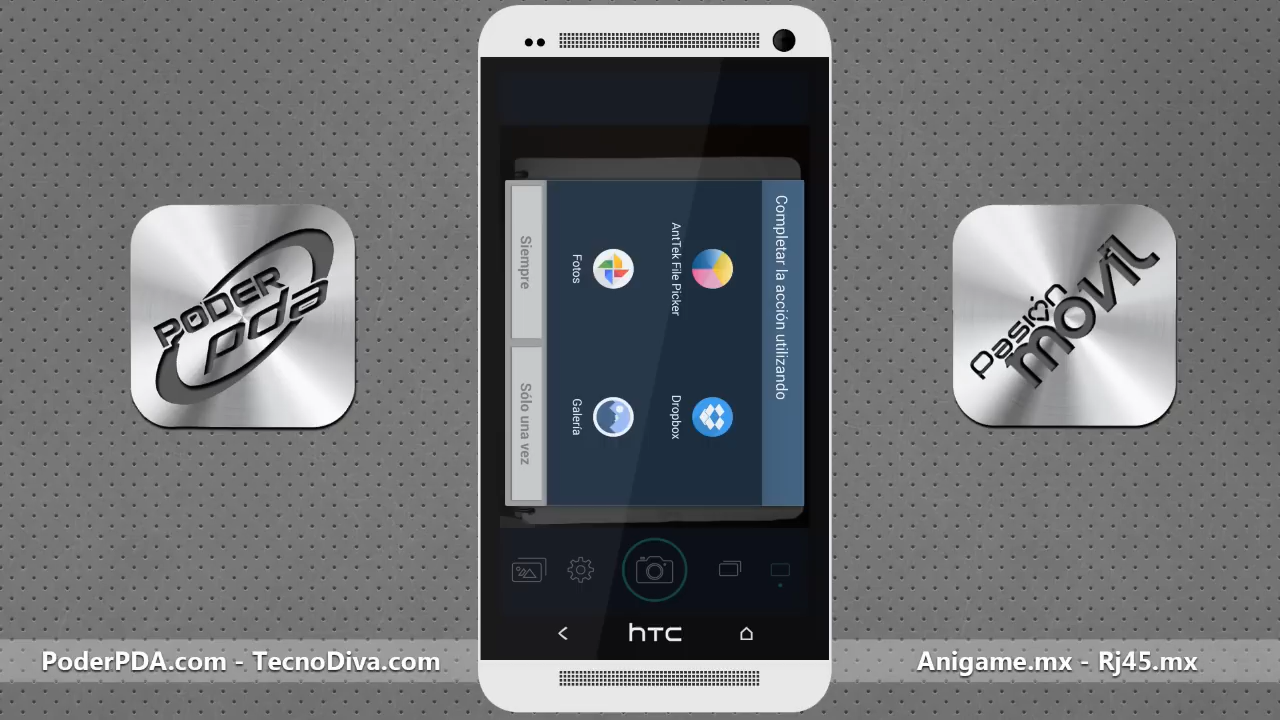 PODER
pda
Completar la acción utilizando
AntTek File Picker
Dropbox
Fotos
Galería
Siempre
Sólo una vez
hTC
Pasión
movil
PoderPDA.com - TecnoDiva.com
Anigame.mx - Rj45.mx